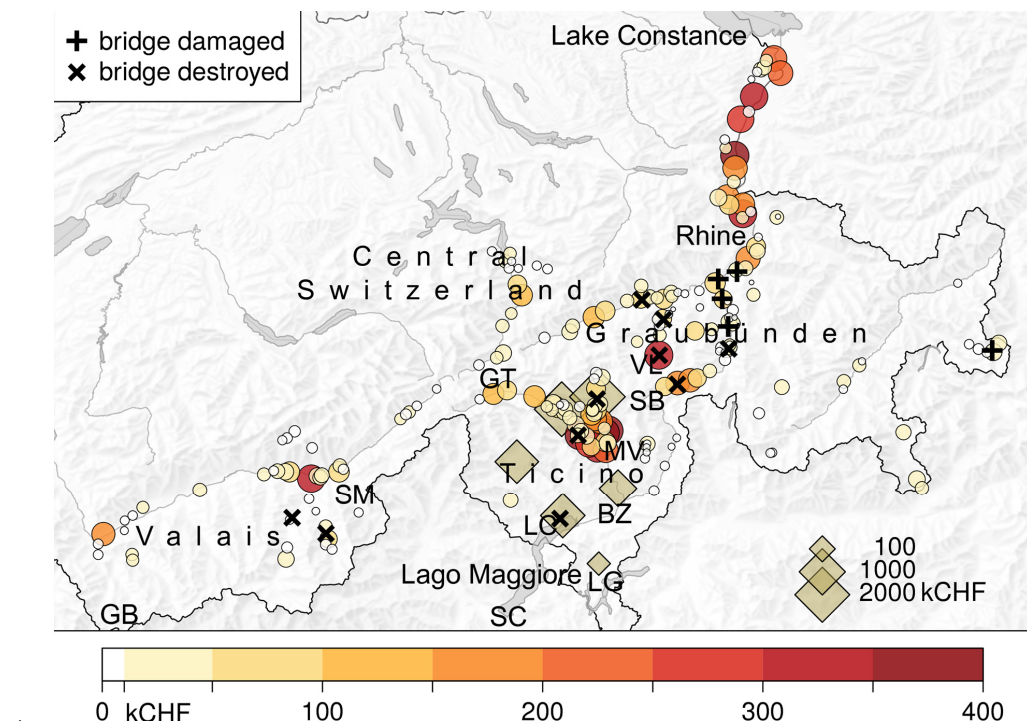 bridge damaged
bridge destroyed
Lake Constance
Rhine
Central
Switzerland
Graubünden
VL
GT
SB
MV
Ticino
SM
BZ
LC
Valais
Lago Maggiore
LG
GB
SC
100
1000
2000 kCHF
0 kCHF 100 200 300 400